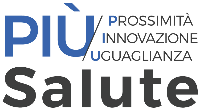 PIÙ
PROSSIMITÀ
INNOVAZIONE
UGUAGLIANZA
Salute